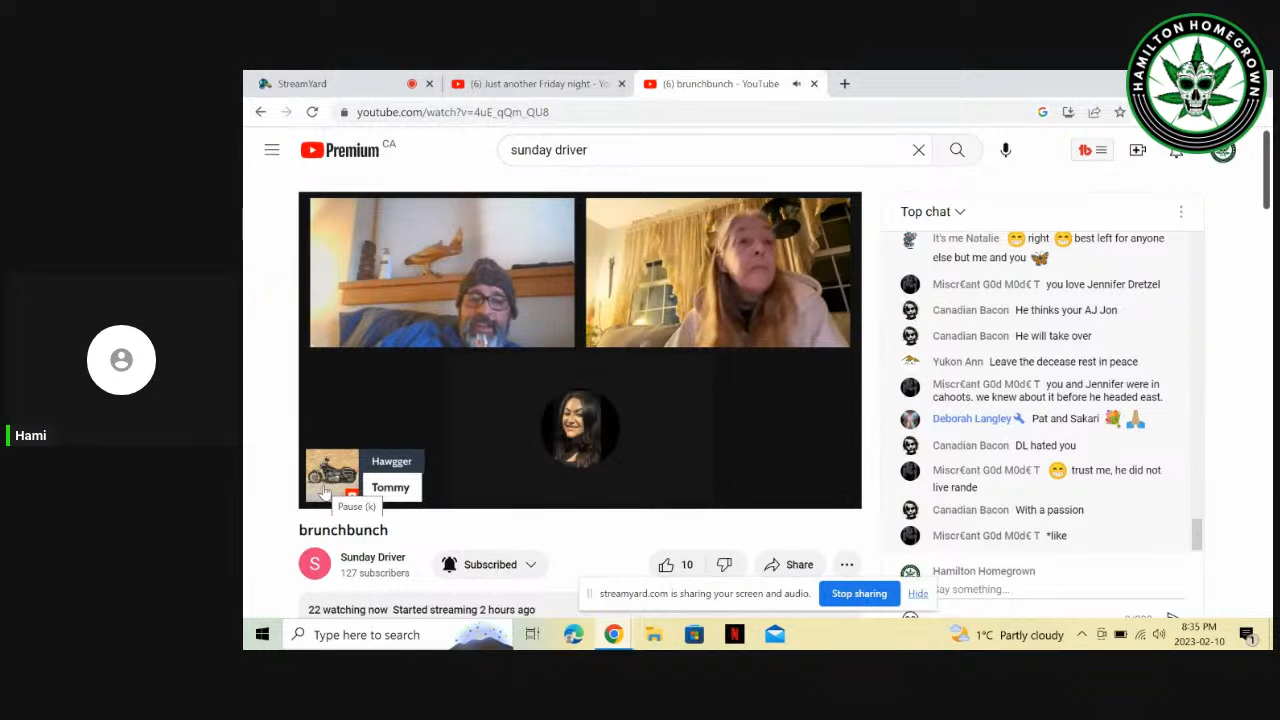 HAMILTON HOMEGROWN
StreamYard
(6) Just another Friday night - Yo
(6) brunchbunch - YouTube
youtube.com/watch?v=4uE_qQm_QU8
Premium CA
sunday driver
Top chat
It's me Natalie 😁 right 😁 best left for anyone
else but me and you 🦋
Miscr€ant G0d M0d€ T you love Jennifer Dretzel
Canadian Bacon He thinks your AJ Jon
Canadian Bacon He will take over
Yukon Ann Leave the decease rest in peace
Miscr€ant G0d M0d€ T you and Jennifer were in
cahoots. we knew about it before he headed east.
Deborah Langley Pat and Sakari 💐 🙏
Canadian Bacon DL hated you
Miscr€ant G0d M0d€ T 😁 trust me, he did not
live rande
Canadian Bacon With a passion
Miscr€ant G0d M0d€ T *like
Hamilton Homegrown
Say something...
Hami
Hawgger
Tommy
Pause (k)
brunchbunch
S
Sunday Driver
127 subscribers
Subscribed
10
Share
streamyard.com is sharing your screen and audio.
Stop sharing
Hide
22 watching now Started streaming 2 hours ago
Type here to search
N
1°C Partly cloudy
8:35 PM
2023-02-10
1